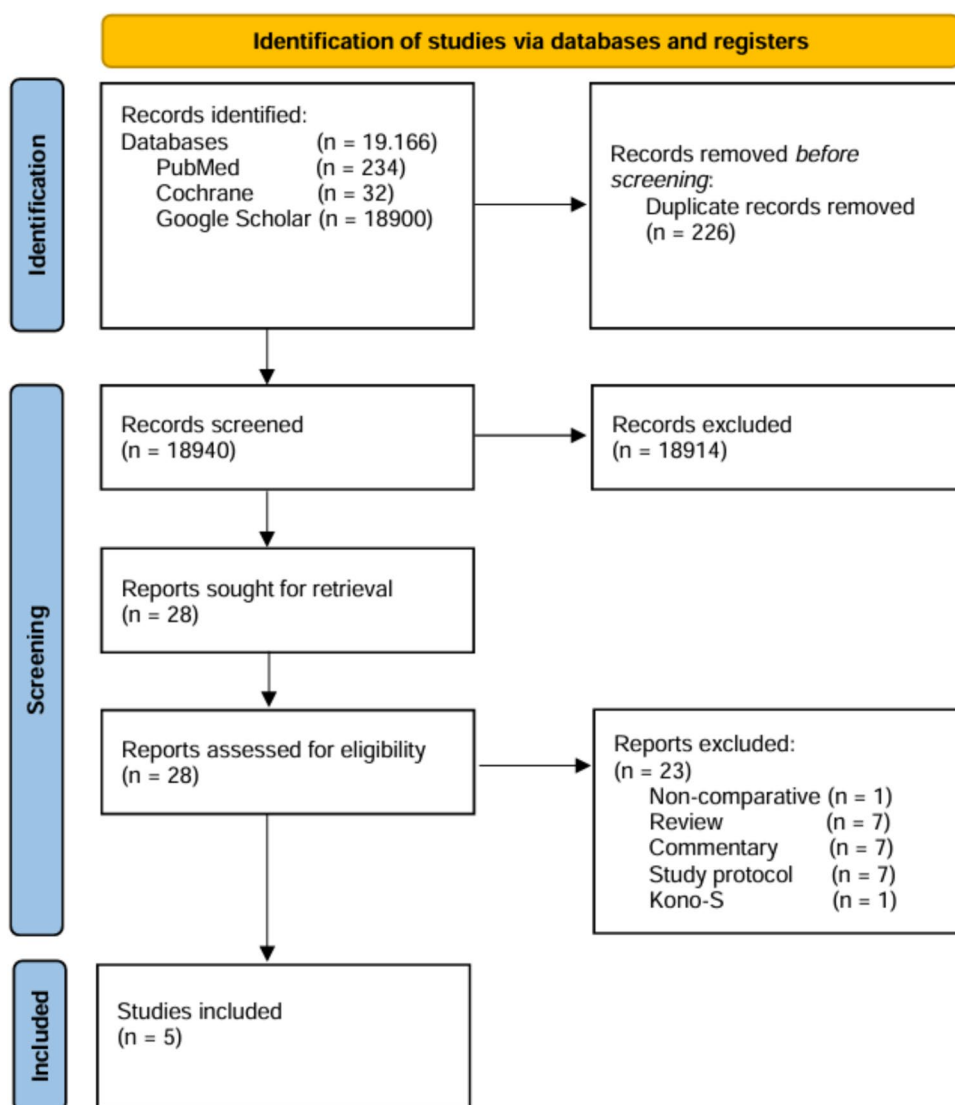 Identification of studies via databases and registers
Identification
Records identified:
Databases (n = 19.166)
PubMed (n = 234)
Cochrane (n = 32)
Google Scholar (n = 18900)
Records removed before
screening:
Duplicate records removed
(n = 226)
Screening
Records screened
(n = 18940)
Records excluded
(n = 18914)
Reports sought for retrieval
(n = 28)
Reports assessed for eligibility
(n = 28)
Reports excluded:
(n = 23)
Non-comparative (n = 1)
Review (n = 7)
Commentary (n = 7)
Study protocol (n = 7)
Kono-S (n = 1)
Included
Studies included
(n = 5)